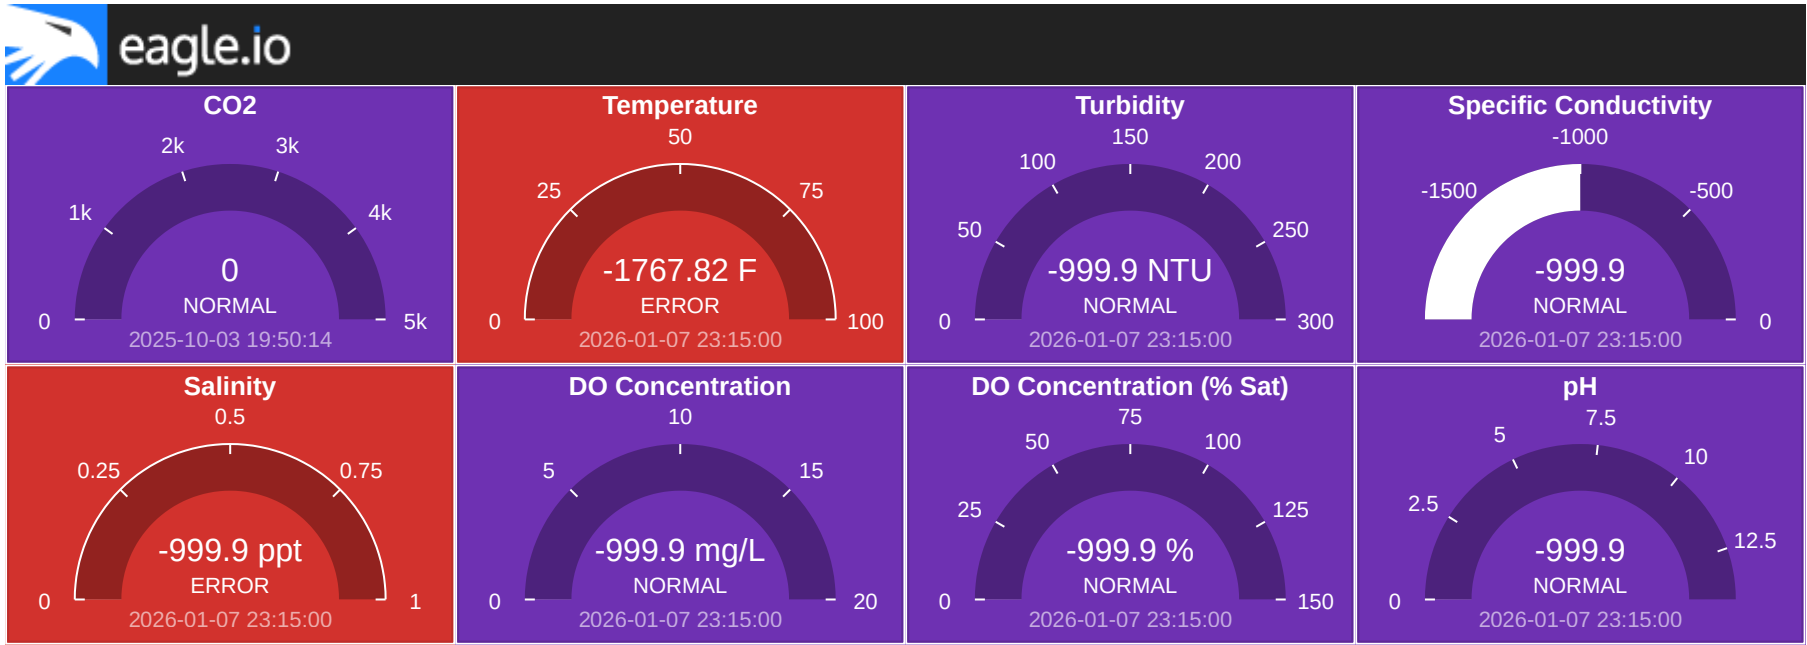 eagle.io
CO2
2k
3k
1k
4k
0
NORMAL
0
5k
2025-10-03 19:50:14
Temperature
50
25
75
-1767.82 F
ERROR
0
100
2026-01-07 23:15:00
Turbidity
150
100
200
50
250
-999.9 NTU
NORMAL
0
300
2026-01-07 23:15:00
Specific Conductivity
-1000
-1500
-500
-999.9
NORMAL
0
2026-01-07 23:15:00
Salinity
0.5
0.25
0.75
-999.9 ppt
ERROR
0
1
2026-01-07 23:15:00
DO Concentration
10
5
15
-999.9 mg/L
NORMAL
0
20
2026-01-07 23:15:00
DO Concentration (% Sat)
75
50
100
25
125
-999.9 %
NORMAL
0
150
2026-01-07 23:15:00
pH
7.5
5
10
2.5
12.5
-999.9
NORMAL
0
2026-01-07 23:15:00